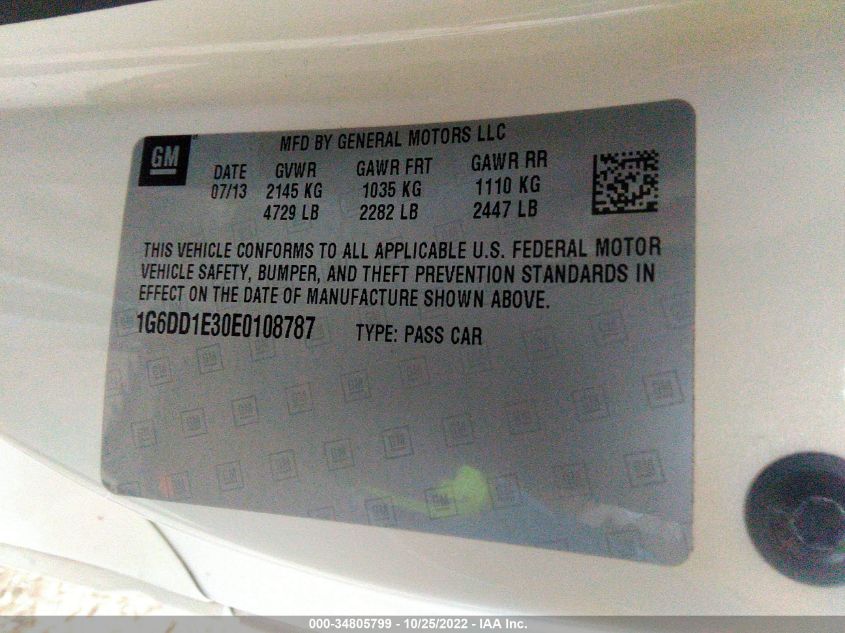 GM
MFD BY GENERAL MOTORS LLC
DATE GVWR GAWR FRT GAWR RR
07/13 2145 KG 1035 KG 1110 KG
4729 LB 2282 LB 2447 LB
THIS VEHICLE CONFORMS TO ALL APPLICABLE U.S. FEDERAL MOTOR
VEHICLE SAFETY, BUMPER, AND THEFT PREVENTION STANDARDS IN
EFFECT ON THE DATE OF MANUFACTURE SHOWN ABOVE.
1G6DD1E30E0108787 TYPE: PASS CAR
000-34805799 - 10/25/2022 - IAA Inc.